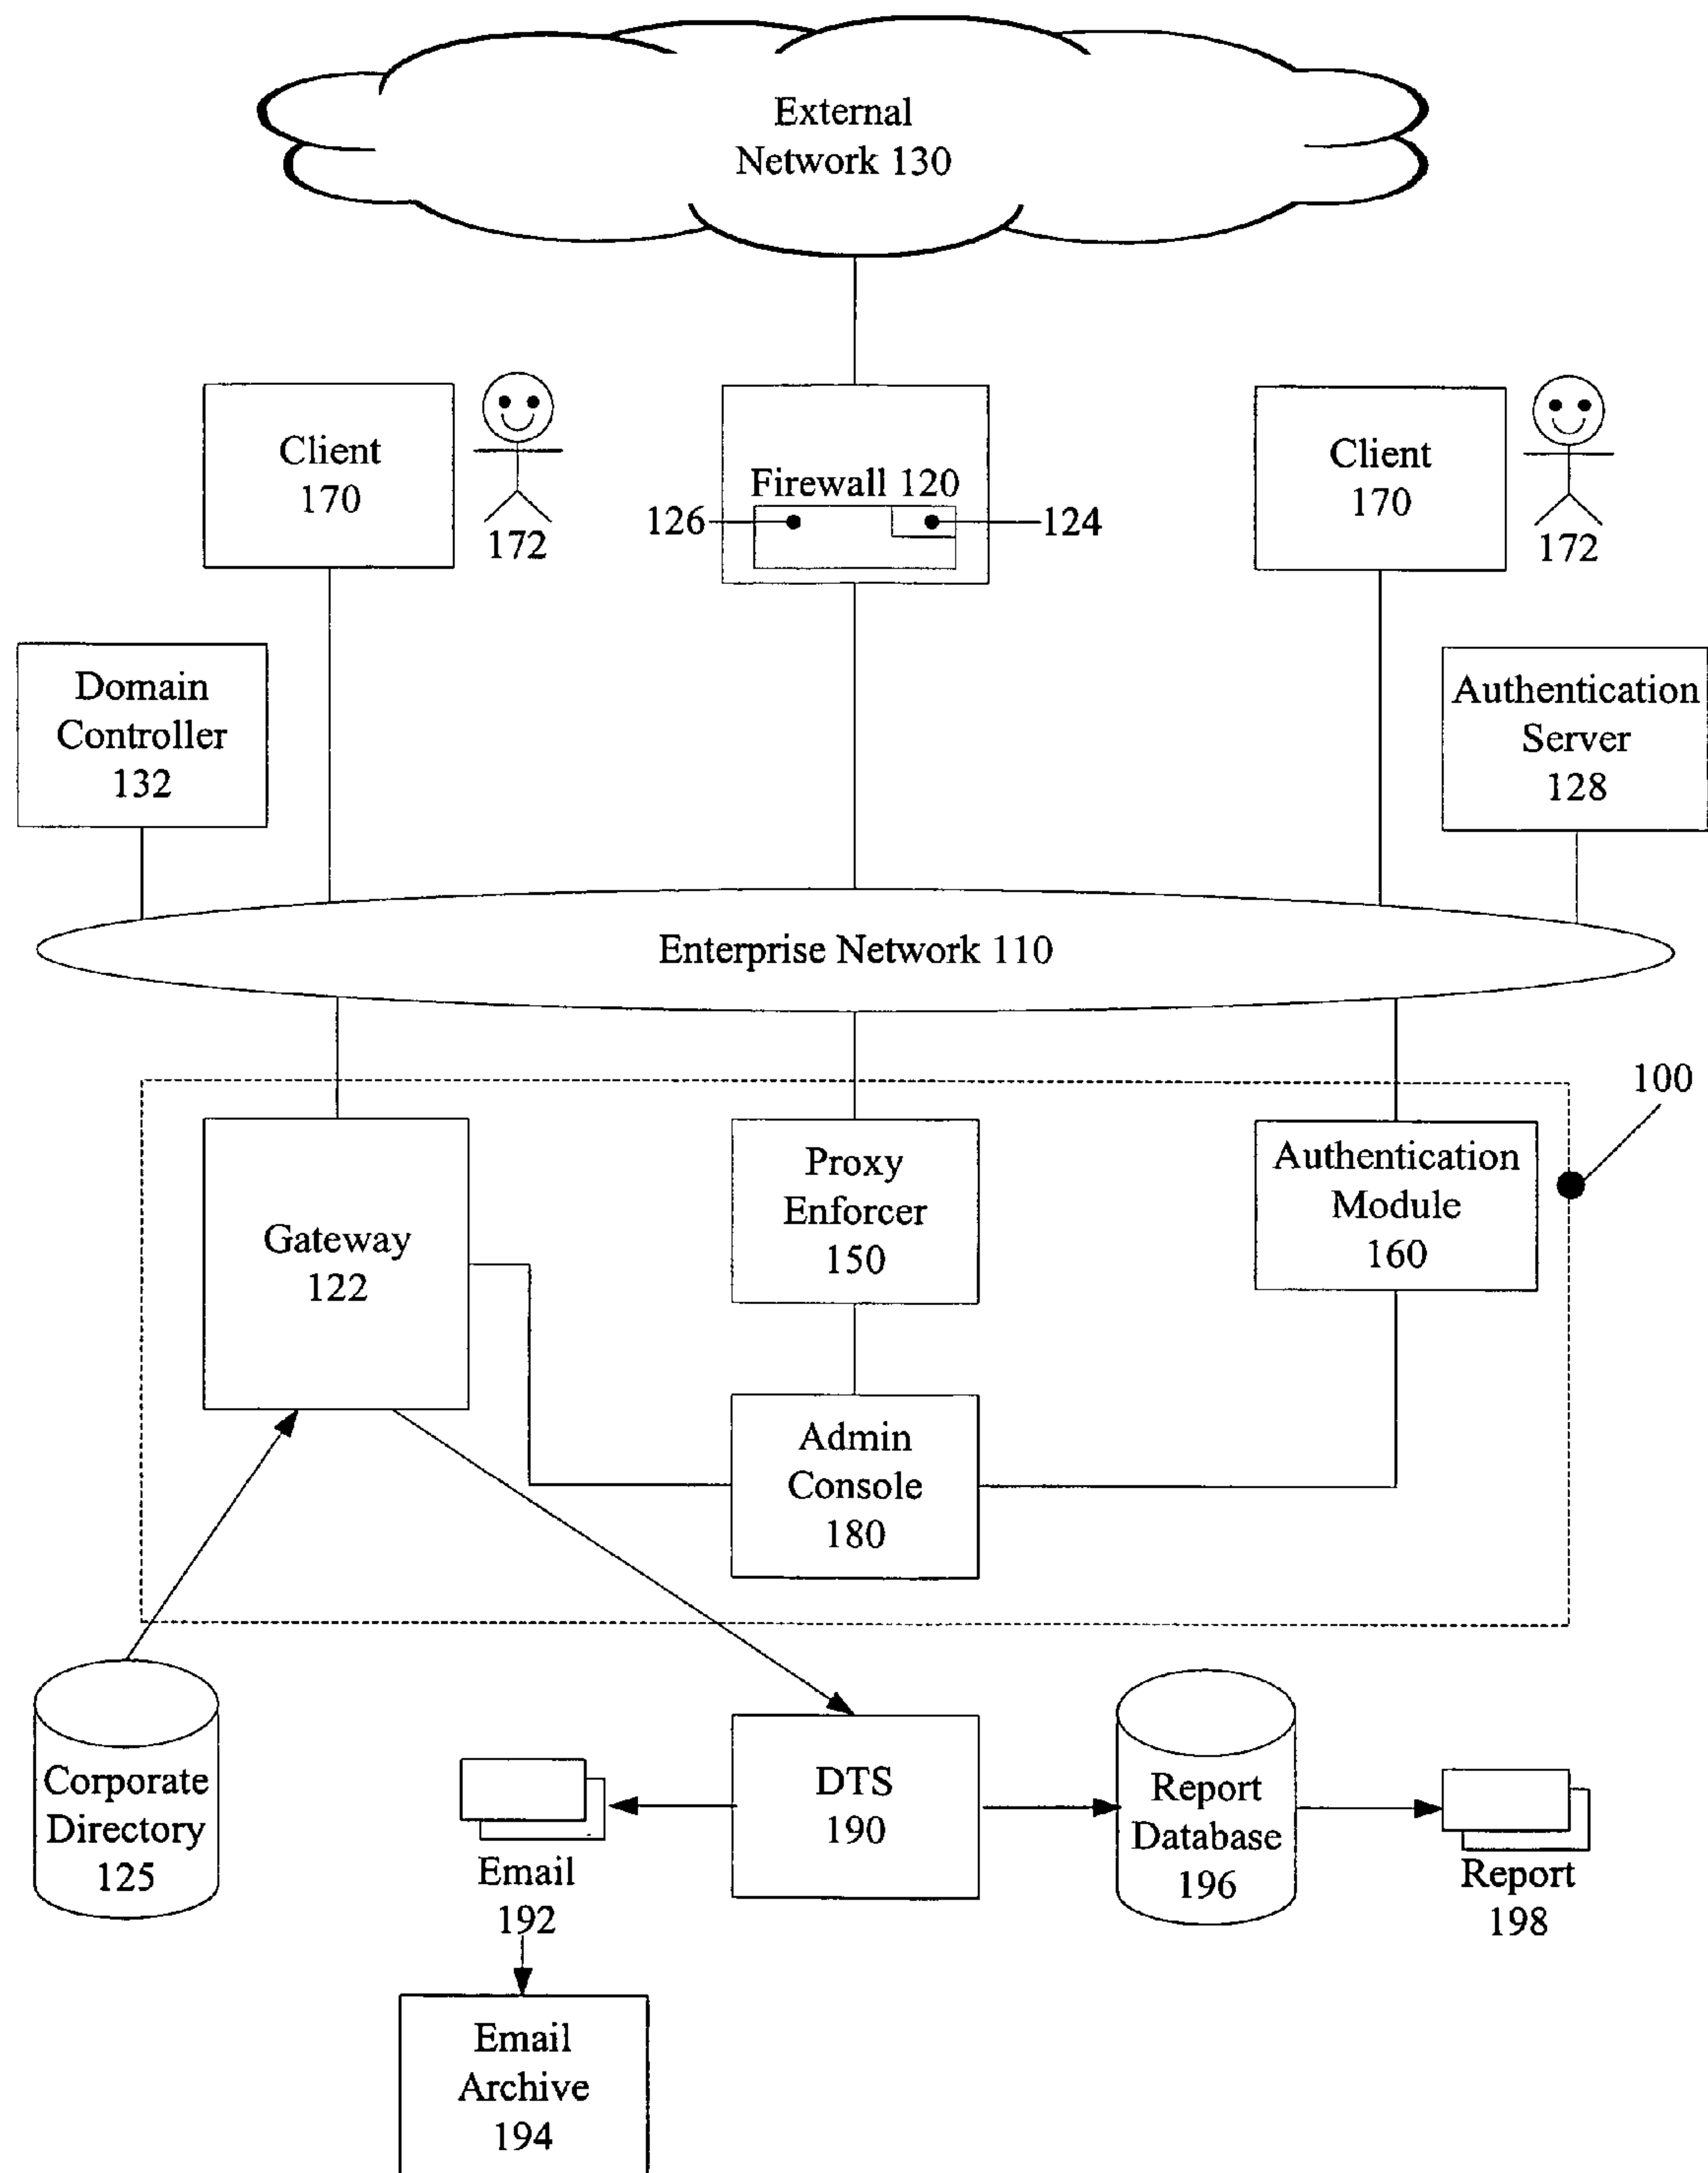 External
Network 130
Client
170
172
Firewall 120
126
124
Client
170
172
Domain
Controller
132
Authentication
Server
128
Enterprise Network 110
100
Gateway
122
Proxy
Enforcer
150
Authentication
Module
160
Admin
Console
180
Corporate
Directory
125
Email
192
DTS
190
Report
Database
196
Report
198
Email
Archive
194